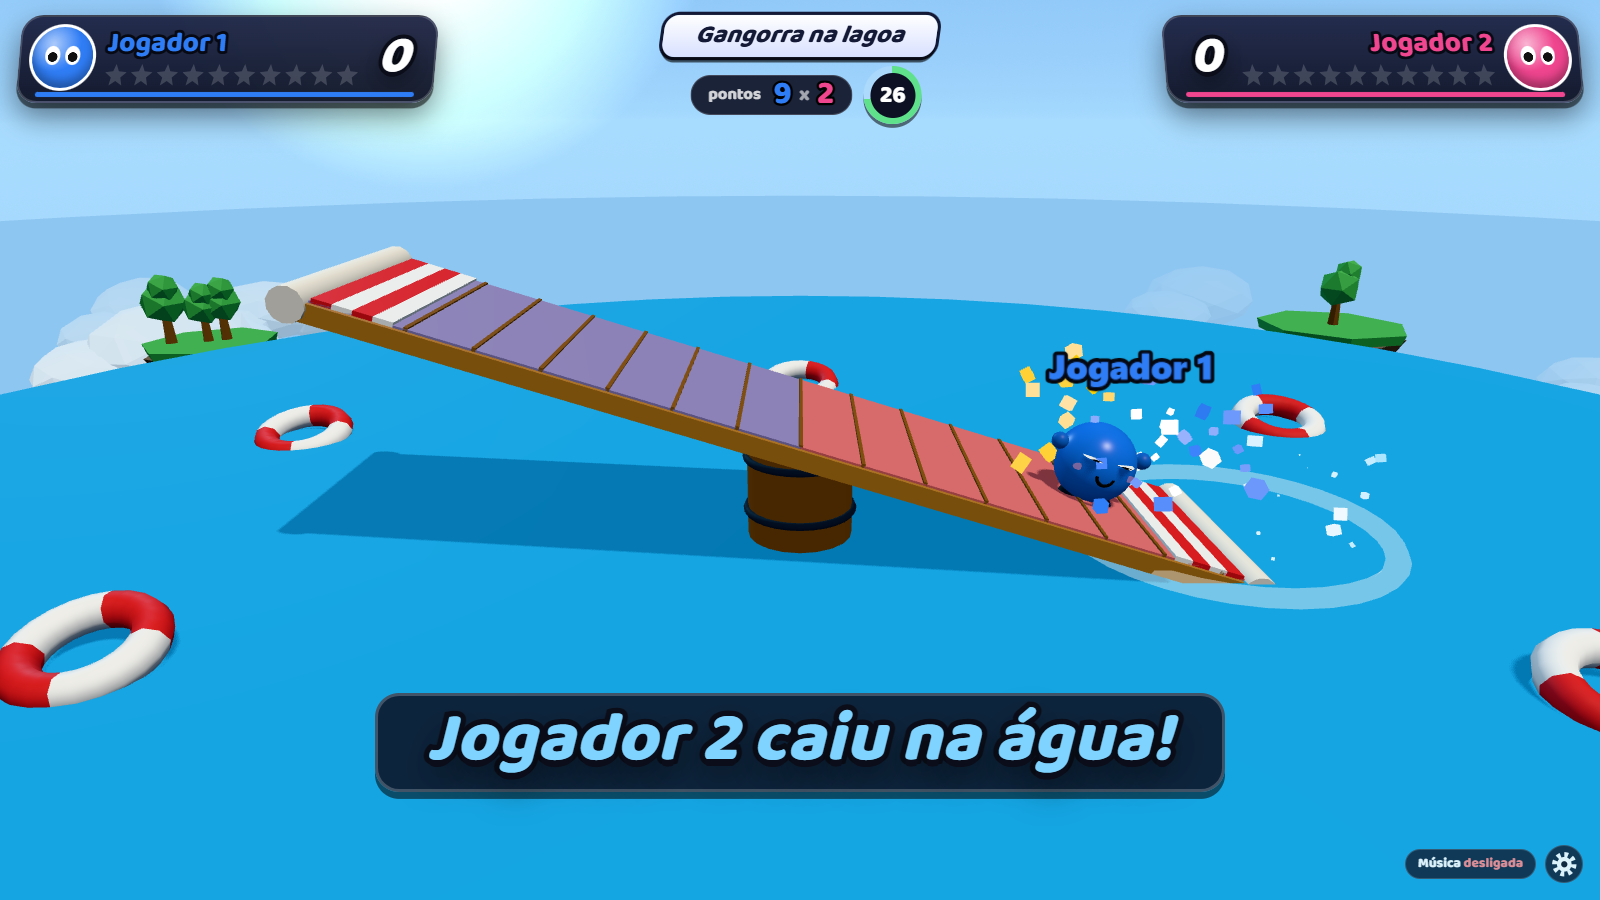 Jogador 1
0
Gangorra na lagoa
pontos 9 x 2
26
0
Jogador 2
Jogador 1
Jogador 2 caiu na água!
Música desligada